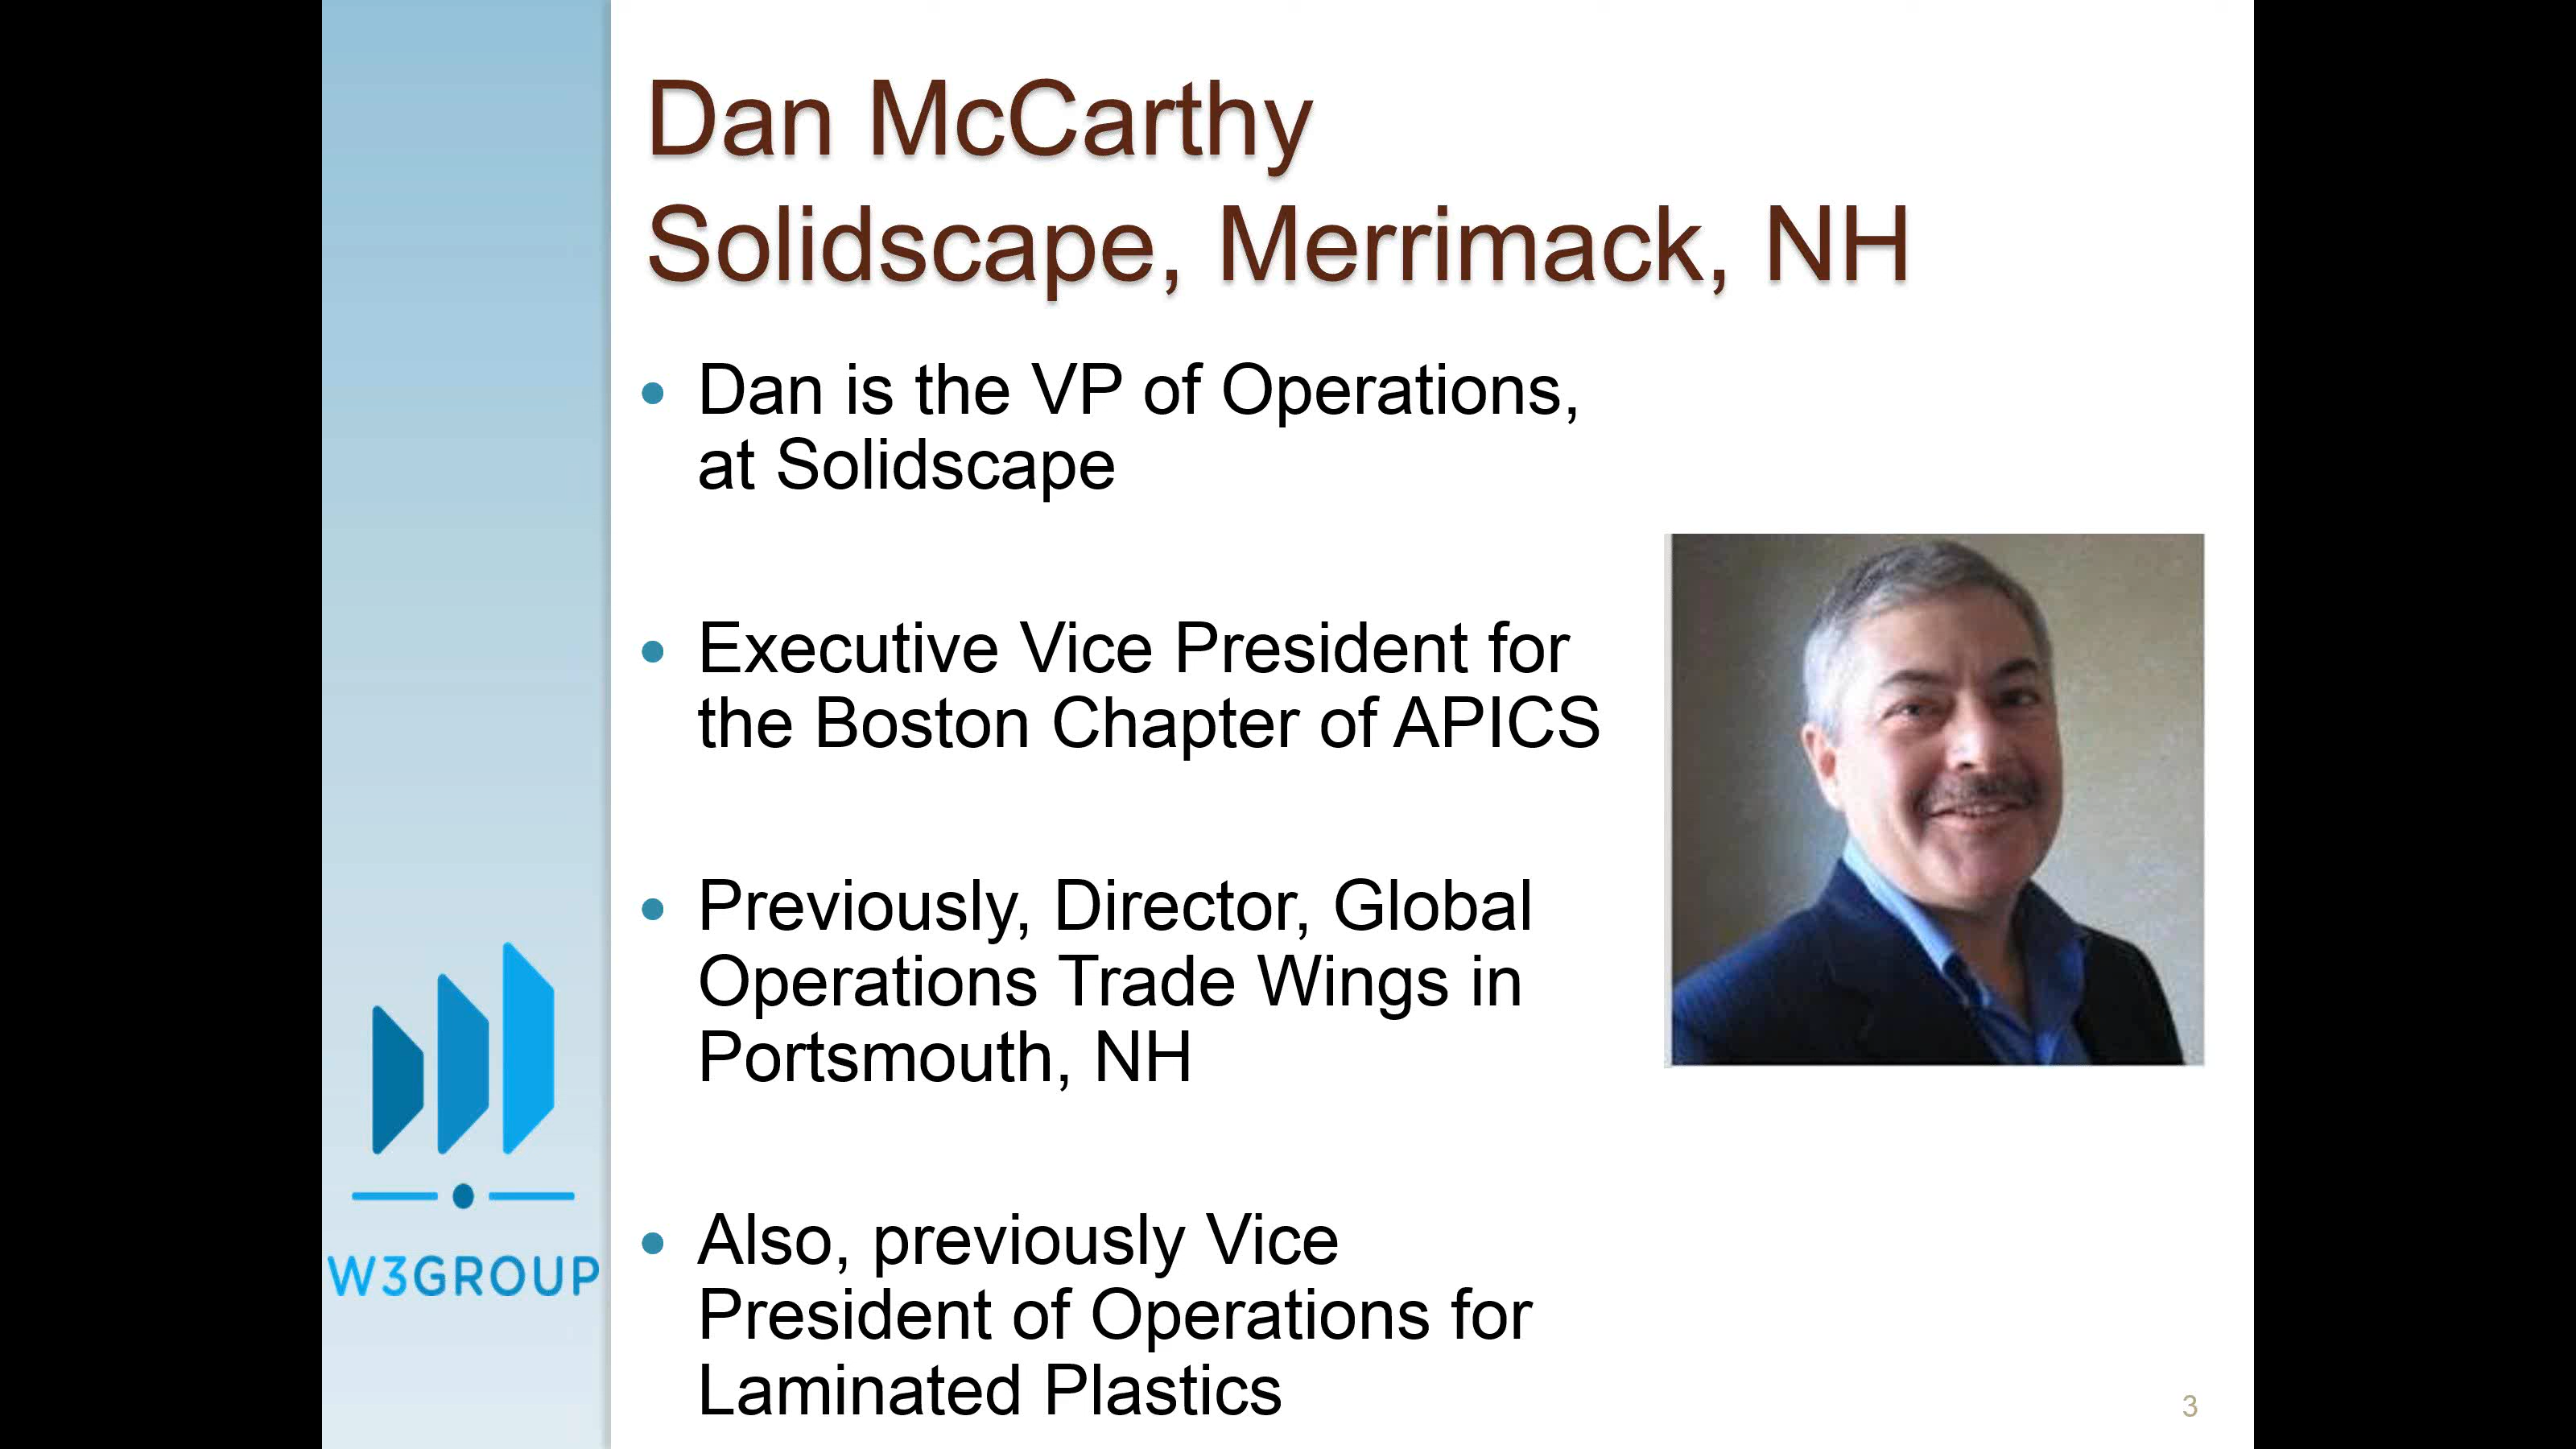 Dan McCarthy
Solidscape, Merrimack, NH
Dan is the VP of Operations,
at Solidscape
Executive Vice President for
the Boston Chapter of APICS
Previously, Director, Global
Operations Trade Wings in
Portsmouth, NH
Also, previously Vice
President of Operations for
Laminated Plastics
W3GROUP
3